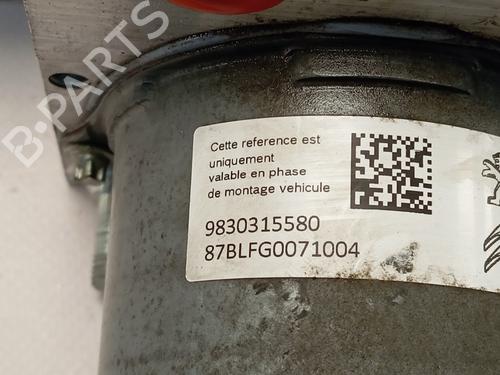 B-PARTS
Cette reference est
uniquement
valable en phase
de montage vehicule
9830315580
87BLFG0071004